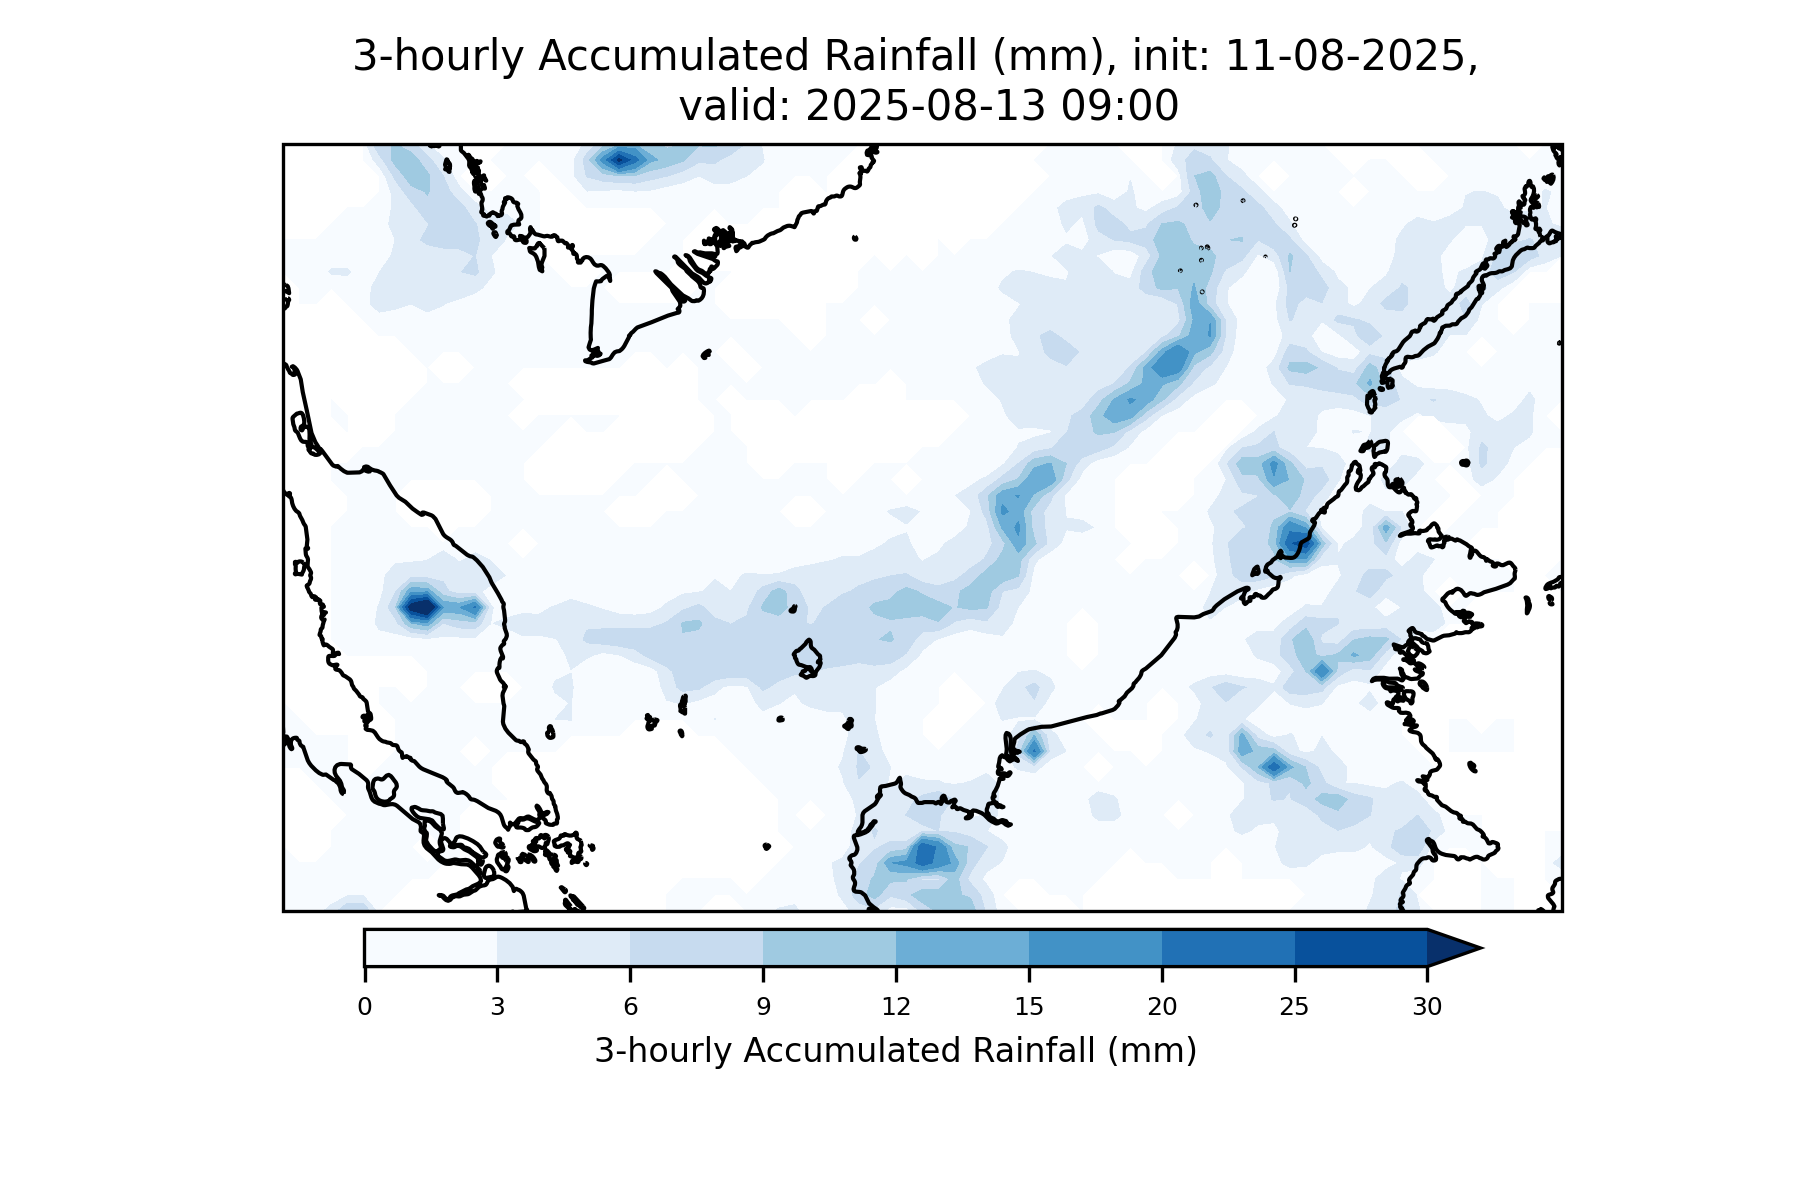 3-hourly Accumulated Rainfall (mm), init: 11-08-2025,
valid: 2025-08-13 09:00
0 3 6 9 12 15 20 25 30
3-hourly Accumulated Rainfall (mm)